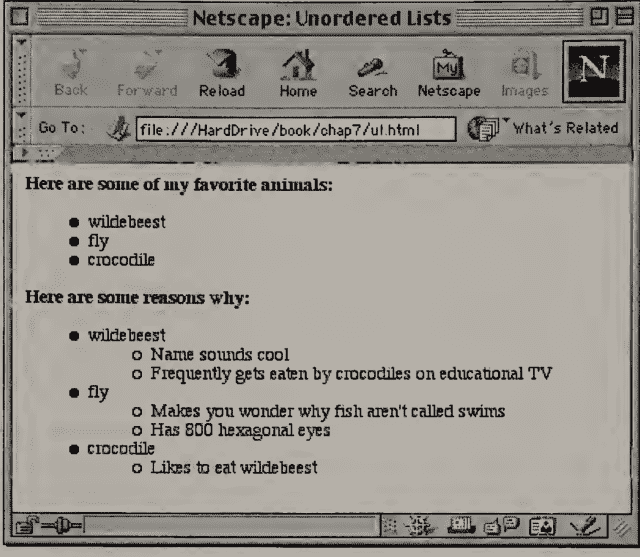 Netscape: Unordered Lists
Back Forward Reload Home Search Netscape Images
My
N
Go To: file:///HardDrive/book/chap7/ul.html What's Related
Here are some of my favorite animals:
• wildebeest
• fly
• crocodile
Here are some reasons why:
• wildebeest
o Name sounds cool
o Frequently gets eaten by crocodiles on educational TV
• fly
o Makes you wonder why fish aren't called swims
o Has 800 hexagonal eyes
• crocodile
o Likes to eat wildebeest